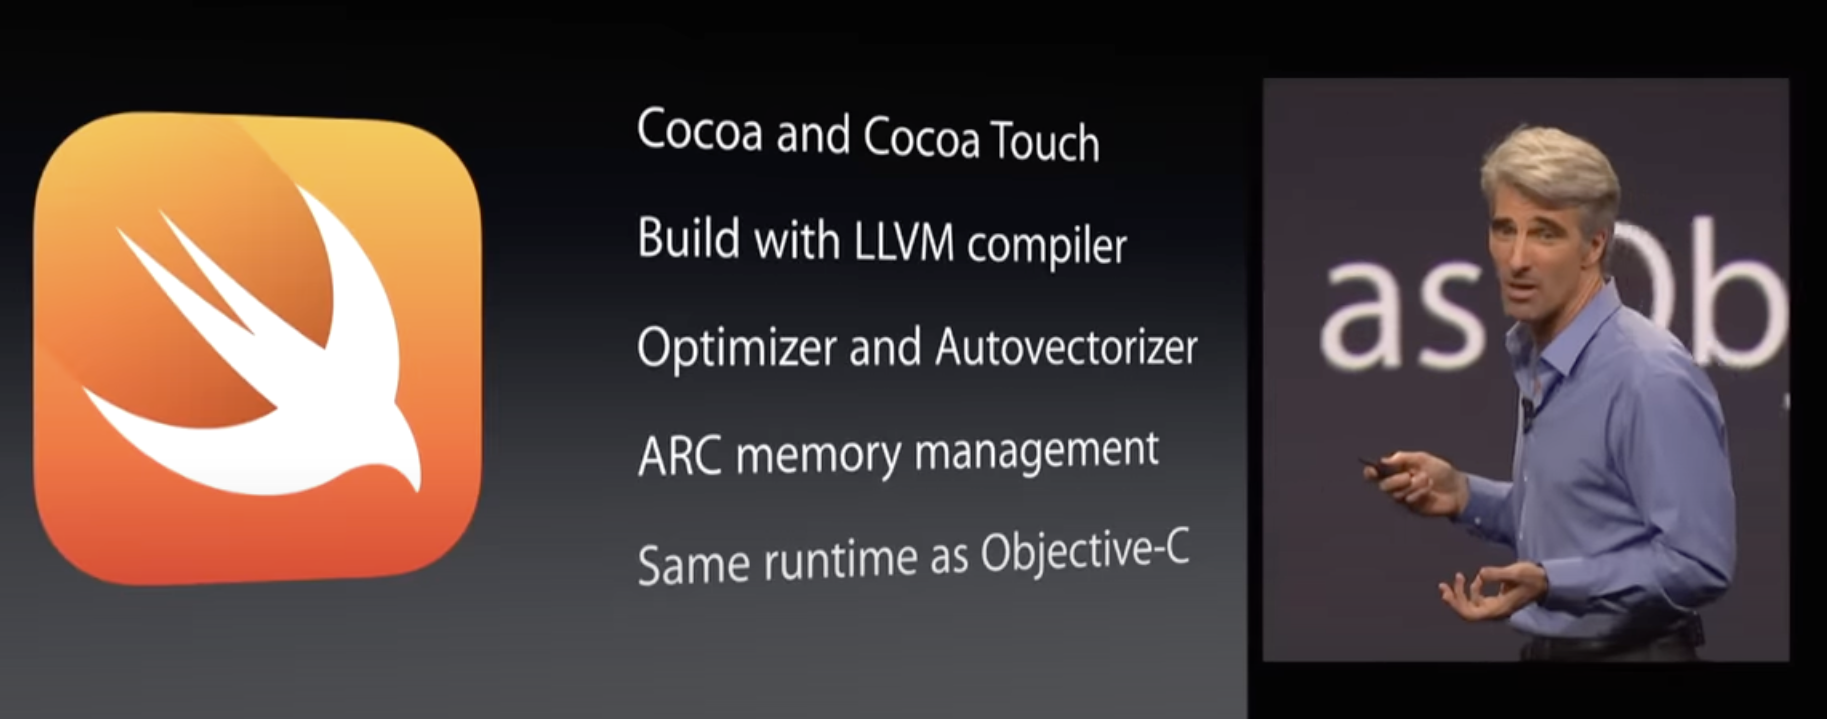 Cocoa and Cocoa Touch
Build with LLVM compiler
Optimizer and Autovectorizer
ARC memory management
Same runtime as Objective-C
as Ob